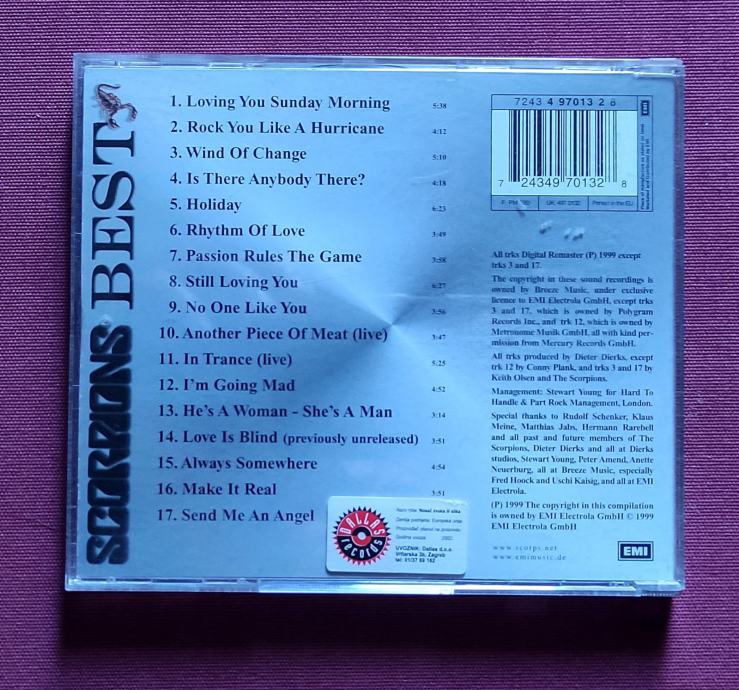 SCORPIONS BEST
1. Loving You Sunday Morning 5:38
2. Rock You Like A Hurricane 4:12
3. Wind Of Change 5:10
4. Is There Anybody There? 4:18
5. Holiday 6:23
6. Rhythm Of Love 3:49
7. Passion Rules The Game 3:58
8. Still Loving You 6:27
9. No One Like You 3:56
10. Another Piece Of Meat (live) 3:47
11. In Trance (live) 5:25
12. I'm Going Mad 4:52
13. He's A Woman - She's A Man 3:14
14. Love Is Blind (previously unreleased) 3:51
15. Always Somewhere 4:54
16. Make It Real 3:51
17. Send Me An Angel
DALLAS
records
UVOZNIK: Dallas d.o.o.
Vrtlarska 3b, Zagreb
7243 4 97013 2 8
EMI
7 24349 70132 8
Printed in the EU
All trks Digital Remaster (P) 1999 except
trks 3 and 17.
The copyright in these sound recordings is
owned by Breeze Music, under exclusive
licence to EMI Electrola GmbH, except trks
3 and 17, which is owned by Polygram
Records Inc., and trk 12, which is owned by
Metronome Musik GmbH, all with kind per-
mission from Mercury Records GmbH.
All trks produced by Dieter Dierks, except
trk 12 by Conny Plank, and trks 3 and 17 by
Keith Olsen and The Scorpions.
Management: Stewart Young for Hard To
Handle & Part Rock Management, London.
Special thanks to Rudolf Schenker, Klaus
Meine, Matthias Jabs, Hermann Rarebell
and all past and future members of The
Scorpions, Dieter Dierks and all at Dierks
studios, Stewart Young, Peter Amend, Anette
Neuerburg, all at Breeze Music, especially
Fred Hoock and Uschi Kaisig, and all at EMI
Electrola.
(P) 1999 The copyright in this compilation
is owned by EMI Electrola GmbH © 1999
EMI Electrola GmbH
www.scorps.net
www.emimusic.de
EMI